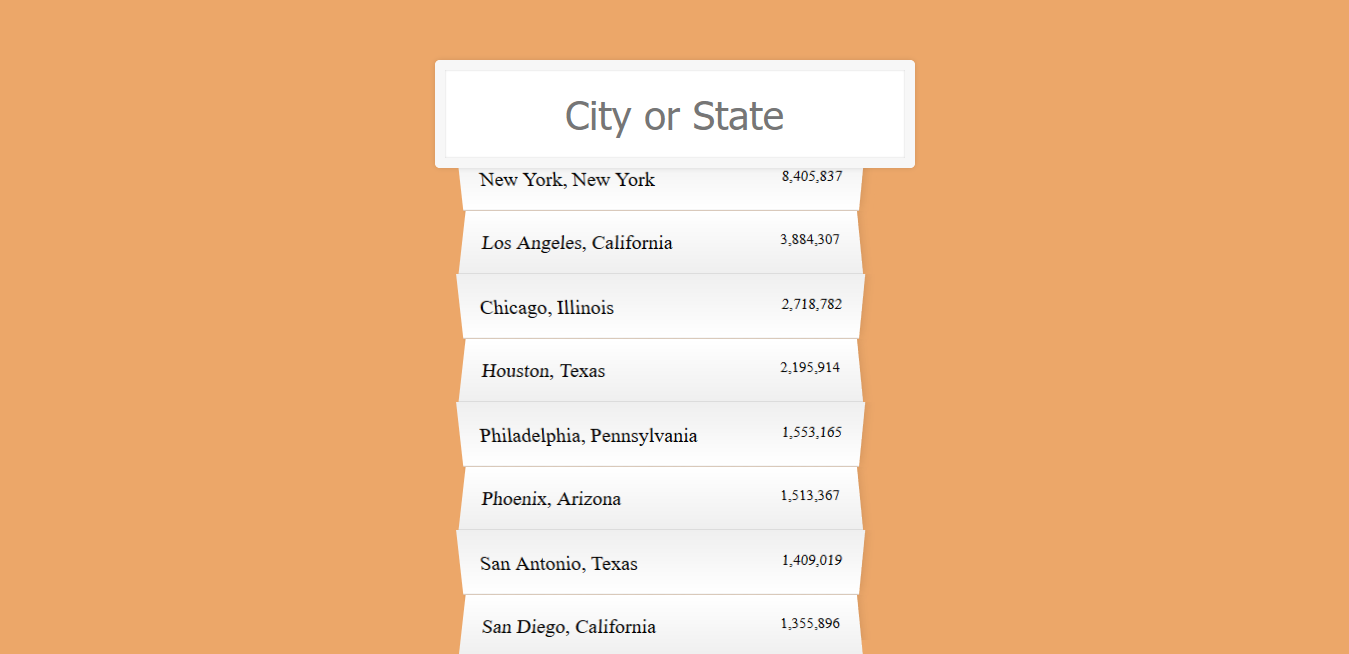 City or State
New York, New York 8,405,837
Los Angeles, California 3,884,307
Chicago, Illinois 2,718,782
Houston, Texas 2,195,914
Philadelphia, Pennsylvania 1,553,165
Phoenix, Arizona 1,513,367
San Antonio, Texas 1,409,019
San Diego, California 1,355,896